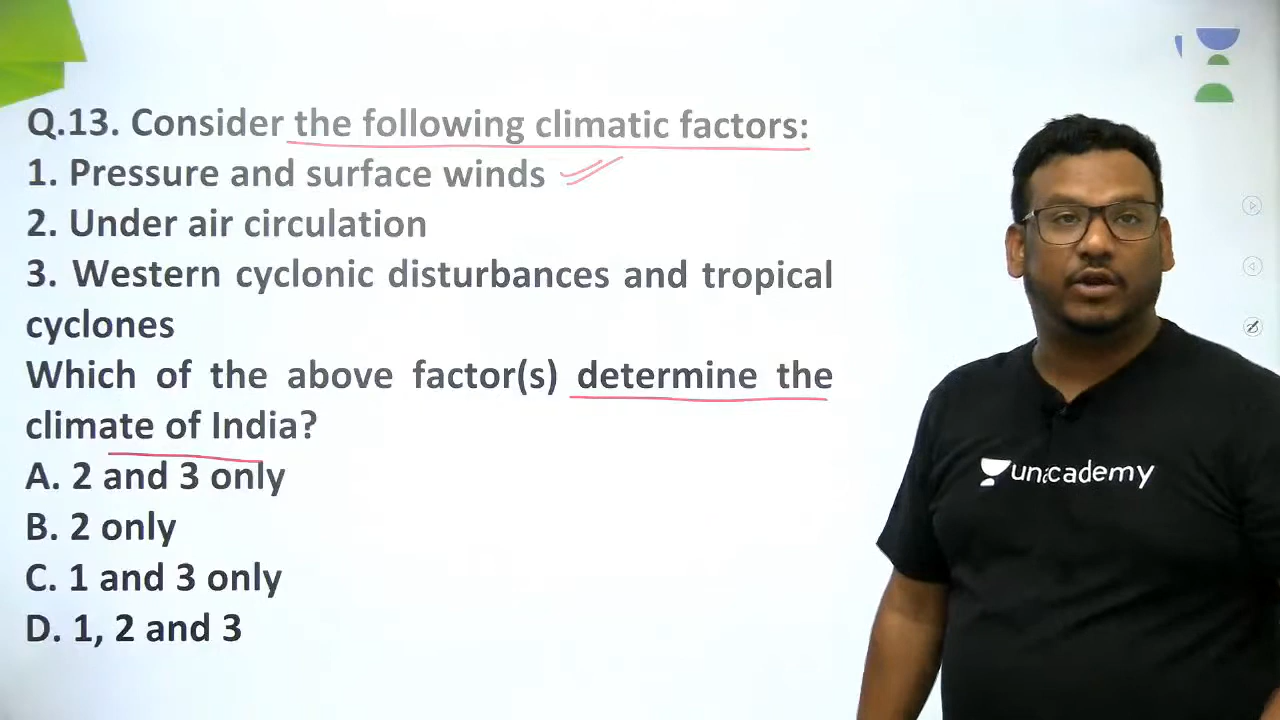 Q.13. Consider the following climatic factors:
1. Pressure and surface winds
2. Under air circulation
3. Western cyclonic disturbances and tropical
cyclones
Which of the above factor(s) determine the
climate of India?
A. 2 and 3 only
B. 2 only
C. 1 and 3 only
D. 1, 2 and 3
unacademy